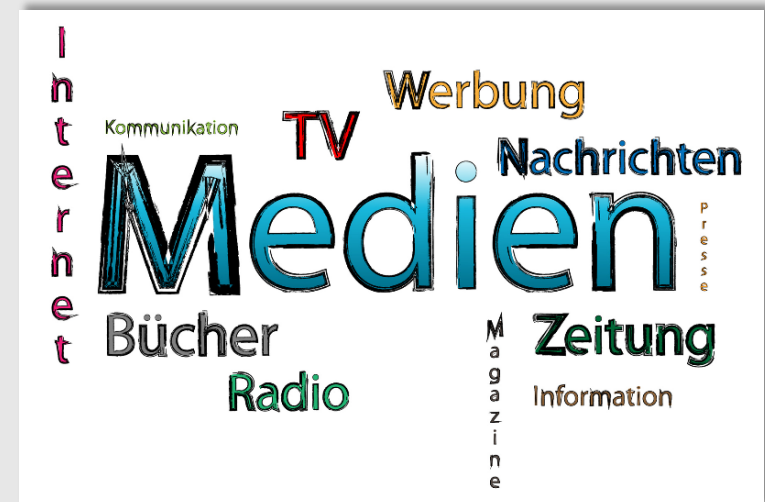 Internet
Werbung
Kommunikation
TV
Nachrichten
Medien
Presse
Bücher
Magazine
Zeitung
Radio
Information